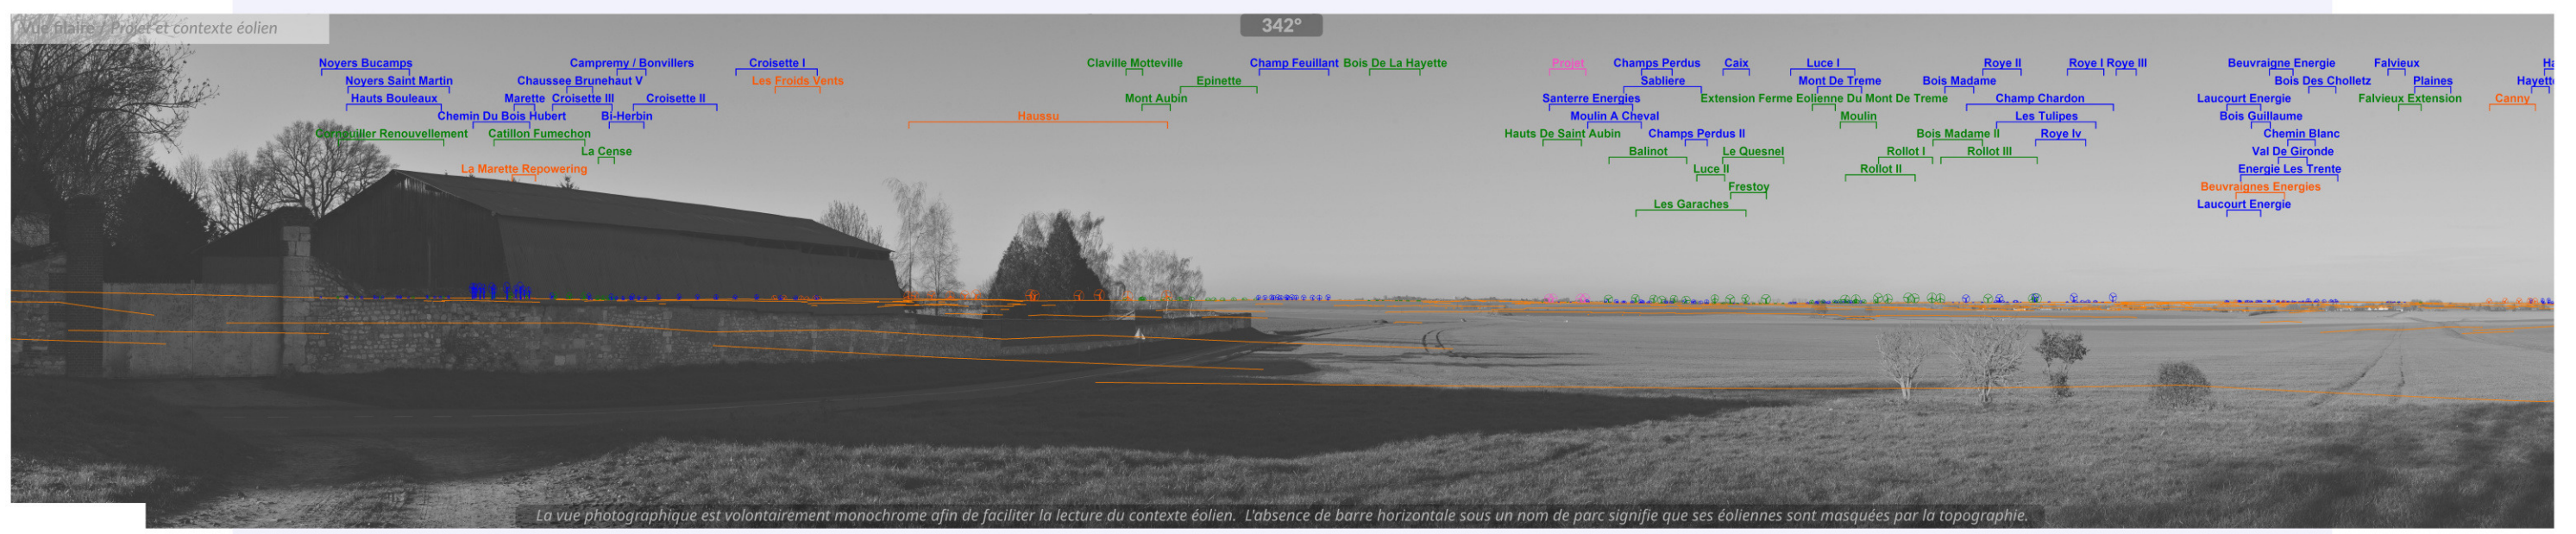 Vue filaire / Projet et contexte éolien
342°
Noyers Bucamps
Campremy / Bonvillers
Croisette I
Claville Motteville
Champ Feuillant
Bois De La Hayette
Projet
Champs Perdus
Caix
Luce I
Roye II
Roye I
Roye III
Beuvraigne Energie
Falvieux
Ha
Noyers Saint Martin
Chaussee Brunehaut V
Les Froids Vents
Epinette
Sabliere
Mont De Treme
Bois Madame
Bois Des Cholletz
Plaines
Hayett
Hauts Bouleaux
Marette
Croisette III
Croisette II
Mont Aubin
Santerre Energies
Extension Ferme Eolienne Du Mont De Treme
Champ Chardon
Laucourt Energie
Falvieux Extension
Canny
Chemin Du Bois Hubert
Bi-Herbin
Haussu
Moulin A Cheval
Moulin
Les Tulipes
Bois Guillaume
Cornouiller Renouvellement
Catillon Fumechon
Hauts De Saint Aubin
Champs Perdus II
Bois Madame II
Roye Iv
Chemin Blanc
La Cense
Balinot
Le Quesnel
Rollot I
Rollot III
Val De Gironde
La Marette Repowering
Luce II
Rollot II
Energie Les Trente
Frestoy
Beuvraignes Energies
Les Garaches
Laucourt Energie
La vue photographique est volontairement monochrome afin de faciliter la lecture du contexte éolien. L'absence de barre horizontale sous un nom de parc signifie que ses éoliennes sont masquées par la topographie.